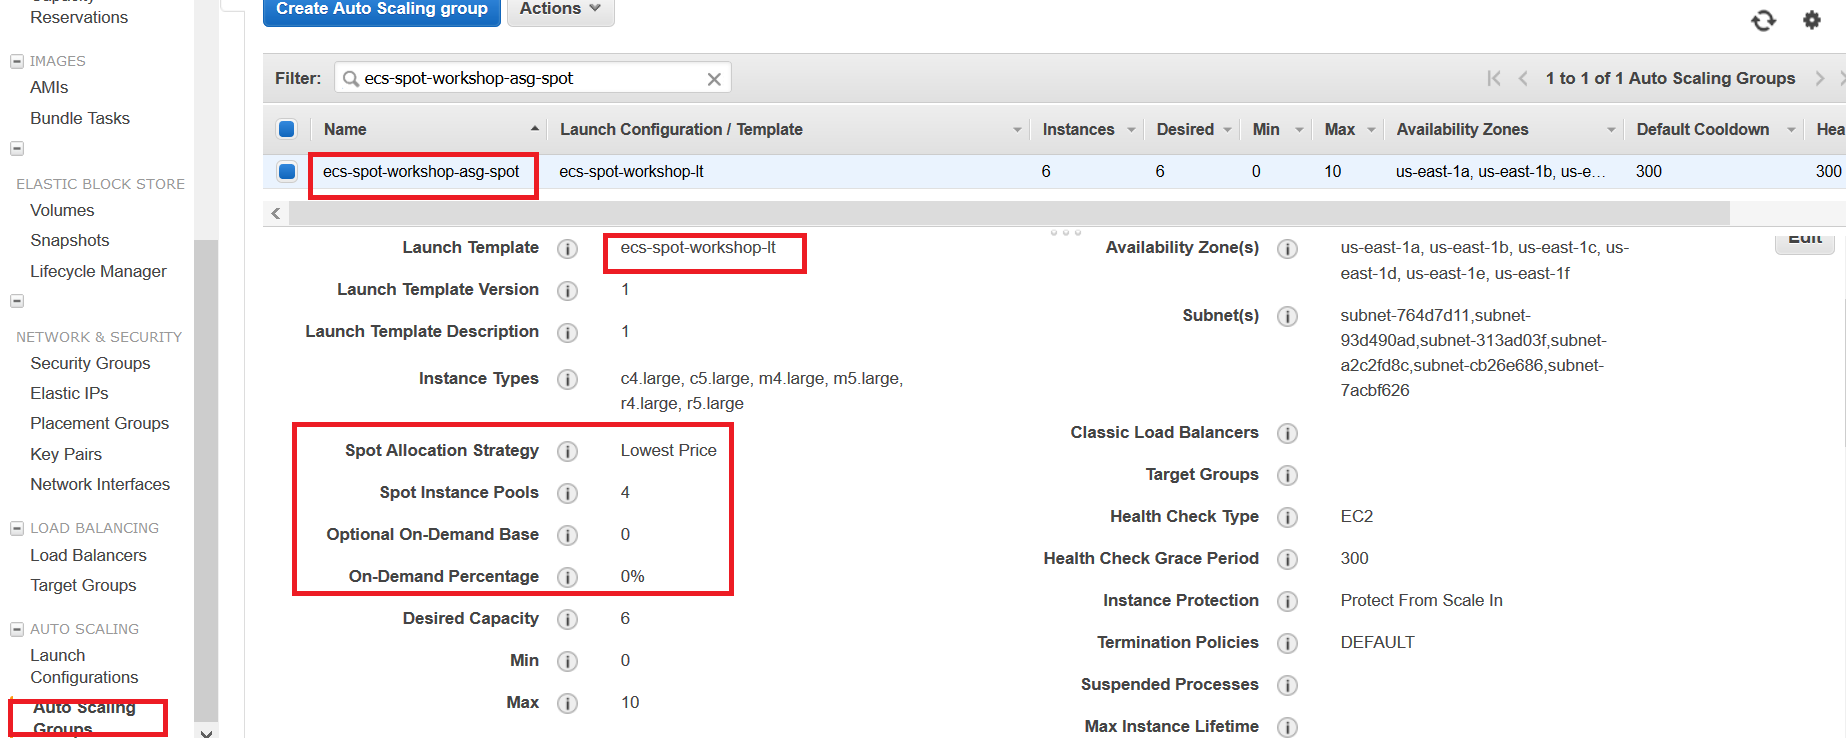 Capacity
Reservations
IMAGES
AMIs
Bundle Tasks
ELASTIC BLOCK STORE
Volumes
Snapshots
Lifecycle Manager
NETWORK & SECURITY
Security Groups
Elastic IPs
Placement Groups
Key Pairs
Network Interfaces
LOAD BALANCING
Load Balancers
Target Groups
AUTO SCALING
Launch
Configurations
Auto Scaling
Groups
Create Auto Scaling group
Actions
Filter:
ecs-spot-workshop-asg-spot
1 to 1 of 1 Auto Scaling Groups
Name Launch Configuration / Template Instances Desired Min Max Availability Zones Default Cooldown Hea
ecs-spot-workshop-asg-spot ecs-spot-workshop-lt 6 6 0 10 us-east-1a, us-east-1b, us-e... 300 300
Launch Template ecs-spot-workshop-lt
Launch Template Version 1
Launch Template Description 1
Instance Types c4.large, c5.large, m4.large, m5.large,
r4.large, r5.large
Spot Allocation Strategy Lowest Price
Spot Instance Pools 4
Optional On-Demand Base 0
On-Demand Percentage 0%
Desired Capacity 6
Min 0
Max 10
Availability Zone(s) us-east-1a, us-east-1b, us-east-1c, us-
east-1d, us-east-1e, us-east-1f
Edit
Subnet(s) subnet-764d7d11,subnet-
93d490ad,subnet-313ad03f,subnet-
a2c2fd8c,subnet-cb26e686,subnet-
7acbf626
Classic Load Balancers
Target Groups
Health Check Type EC2
Health Check Grace Period 300
Instance Protection Protect From Scale In
Termination Policies DEFAULT
Suspended Processes
Max Instance Lifetime